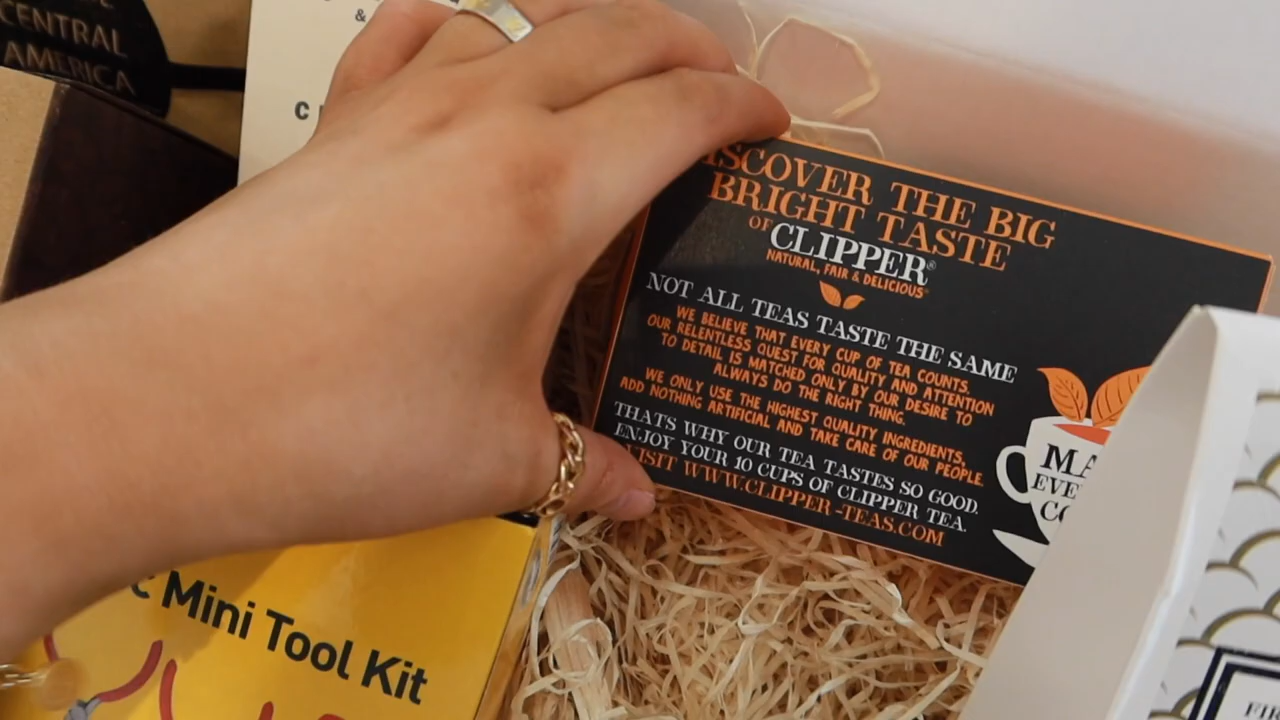 CENTRAL
AMERICA
&
C
DISCOVER THE BIG
BRIGHT TASTE
OF CLIPPER®
NATURAL, FAIR & DELICIOUS
NOT ALL TEAS TASTE THE SAME
WE BELIEVE THAT EVERY CUP OF TEA COUNTS.
OUR RELENTLESS QUEST FOR QUALITY AND ATTENTION
TO DETAIL IS MATCHED ONLY BY OUR DESIRE TO
ALWAYS DO THE RIGHT THING.
WE ONLY USE THE HIGHEST QUALITY INGREDIENTS,
ADD NOTHING ARTIFICIAL AND TAKE CARE OF OUR PEOPLE.
THAT'S WHY OUR TEA TASTES SO GOOD.
ENJOY YOUR 10 CUPS OF CLIPPER TEA.
VISIT WWW.CLIPPER-TEAS.COM
Mini Tool Kit